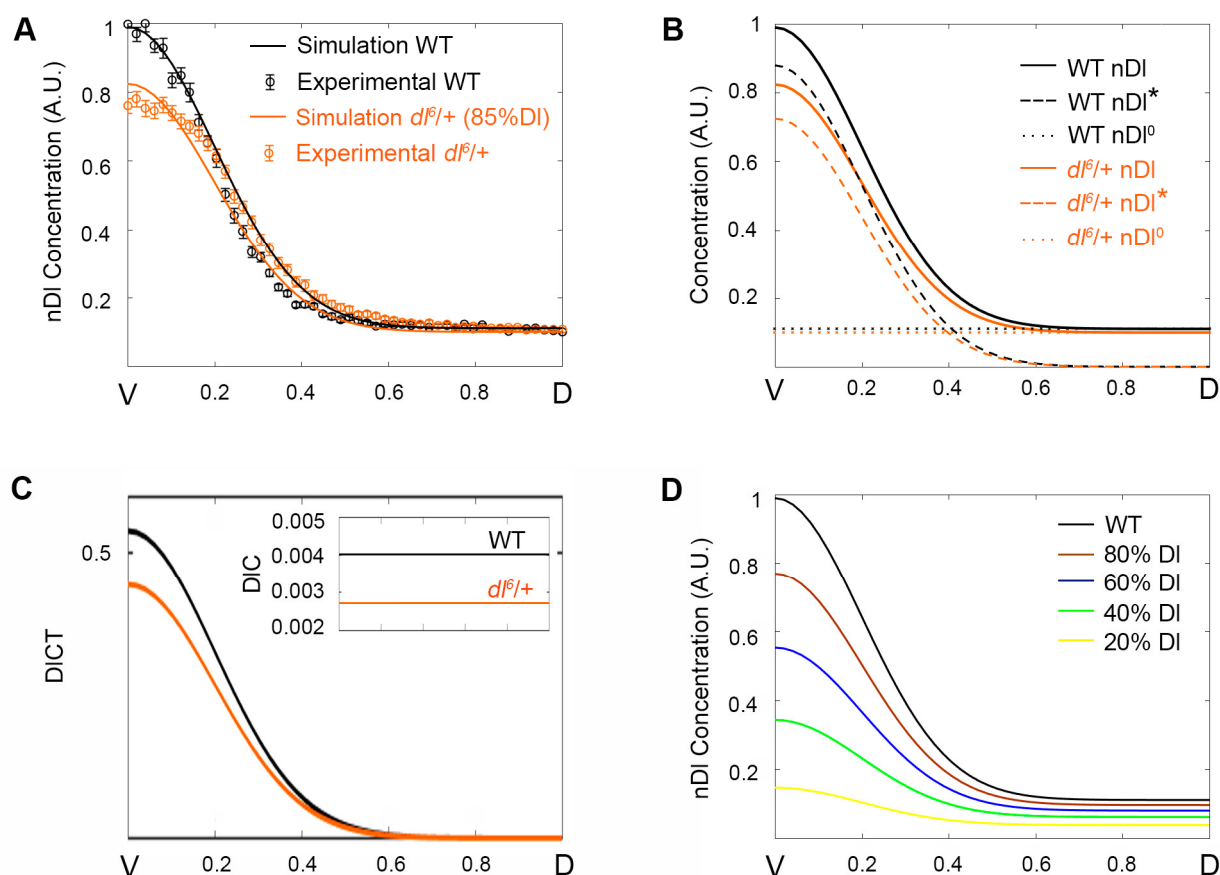 A
nDl Concentration (A.U.)
1
0.8
0.6
0.4
0.2
Simulation WT
Experimental WT
Simulation dl⁶/+ (85%Dl)
Experimental dl⁶/+
V
0.2
0.4
0.6
0.8
D
B
Concentration (A.U.)
1
0.8
0.6
0.4
0.2
WT nDl
WT nDl*
WT nDl⁰
dl⁶/+ nDl
dl⁶/+ nDl*
dl⁶/+ nDl⁰
V
0.2
0.4
0.6
0.8
D
C
DlCT
0.5
DlC
0.005
0.004
0.003
0.002
WT
dl⁶/+
V
0.2
0.4
0.6
0.8
D
D
nDl Concentration (A.U.)
1
0.8
0.6
0.4
0.2
WT
80% Dl
60% Dl
40% Dl
20% Dl
V
0.2
0.4
0.6
0.8
D